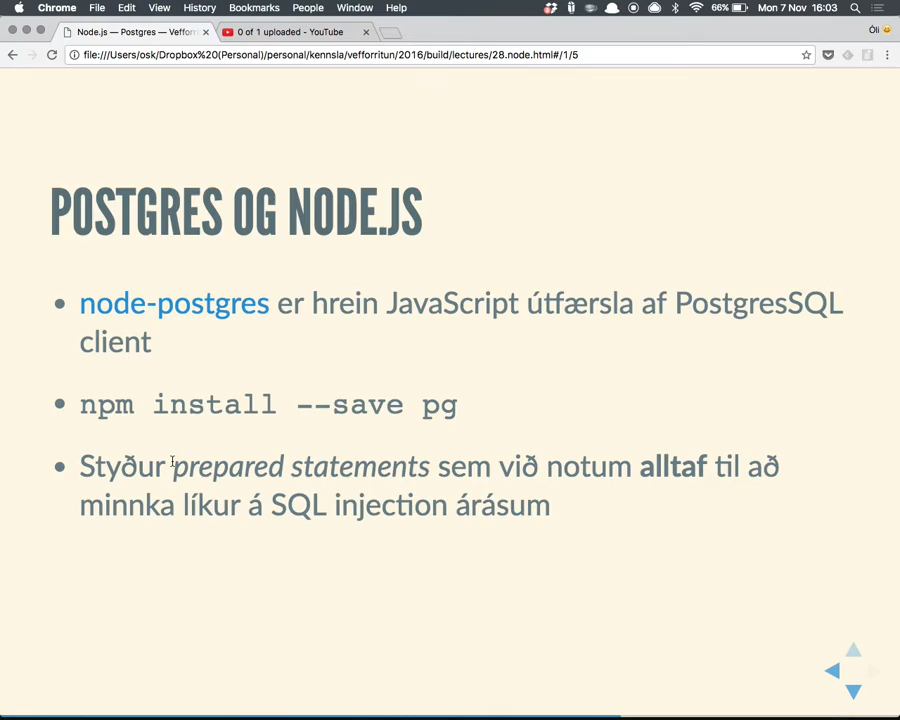 Chrome File Edit View History Bookmarks People Window Help 66% Mon 7 Nov 16:03
Node.js — Postgres — Vefforri
0 of 1 uploaded - YouTube
Óli
file:///Users/osk/Dropbox%20(Personal)/personal/kennsla/vefforritun/2016/build/lectures/28.node.html#/1/5
POSTGRES OG NODE.JS
node-postgres er hrein JavaScript útfærsla af PostgresSQL
client
npm install --save pg
Styður prepared statements sem við notum alltaf til að
minnka líkur á SQL injection árásum